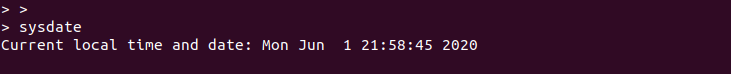 > >
> sysdate
Current local time and date: Mon Jun  1 21:58:45 2020